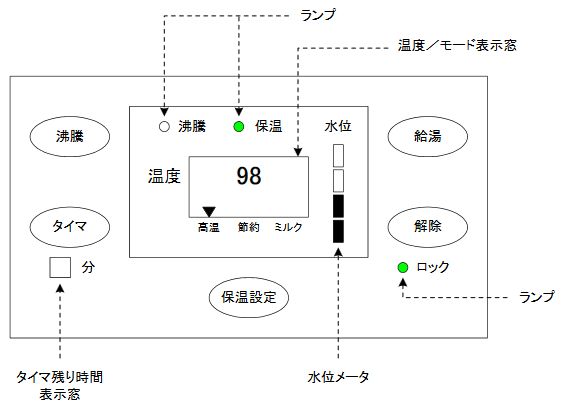 ランプ
温度／モード表示窓
沸騰
沸騰
保温
水位
給湯
温度
98
高温
節約
ミルク
タイマ
解除
分
保温設定
ロック
ランプ
タイマ残り時間
表示窓
水位メータ